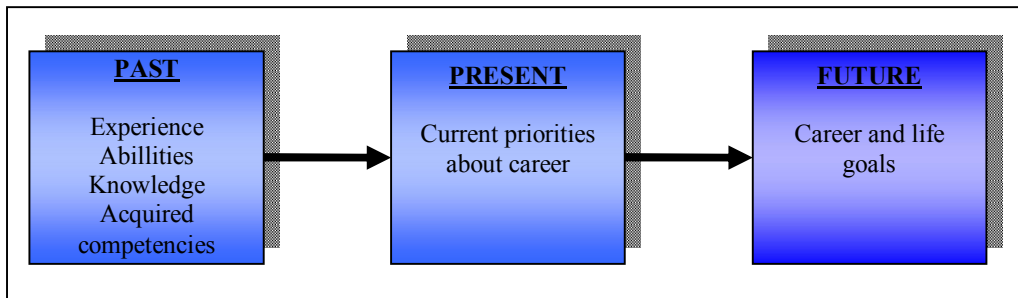 PAST
Experience
Abillities
Knowledge
Acquired
competencies
PRESENT
Current priorities
about career
FUTURE
Career and life
goals